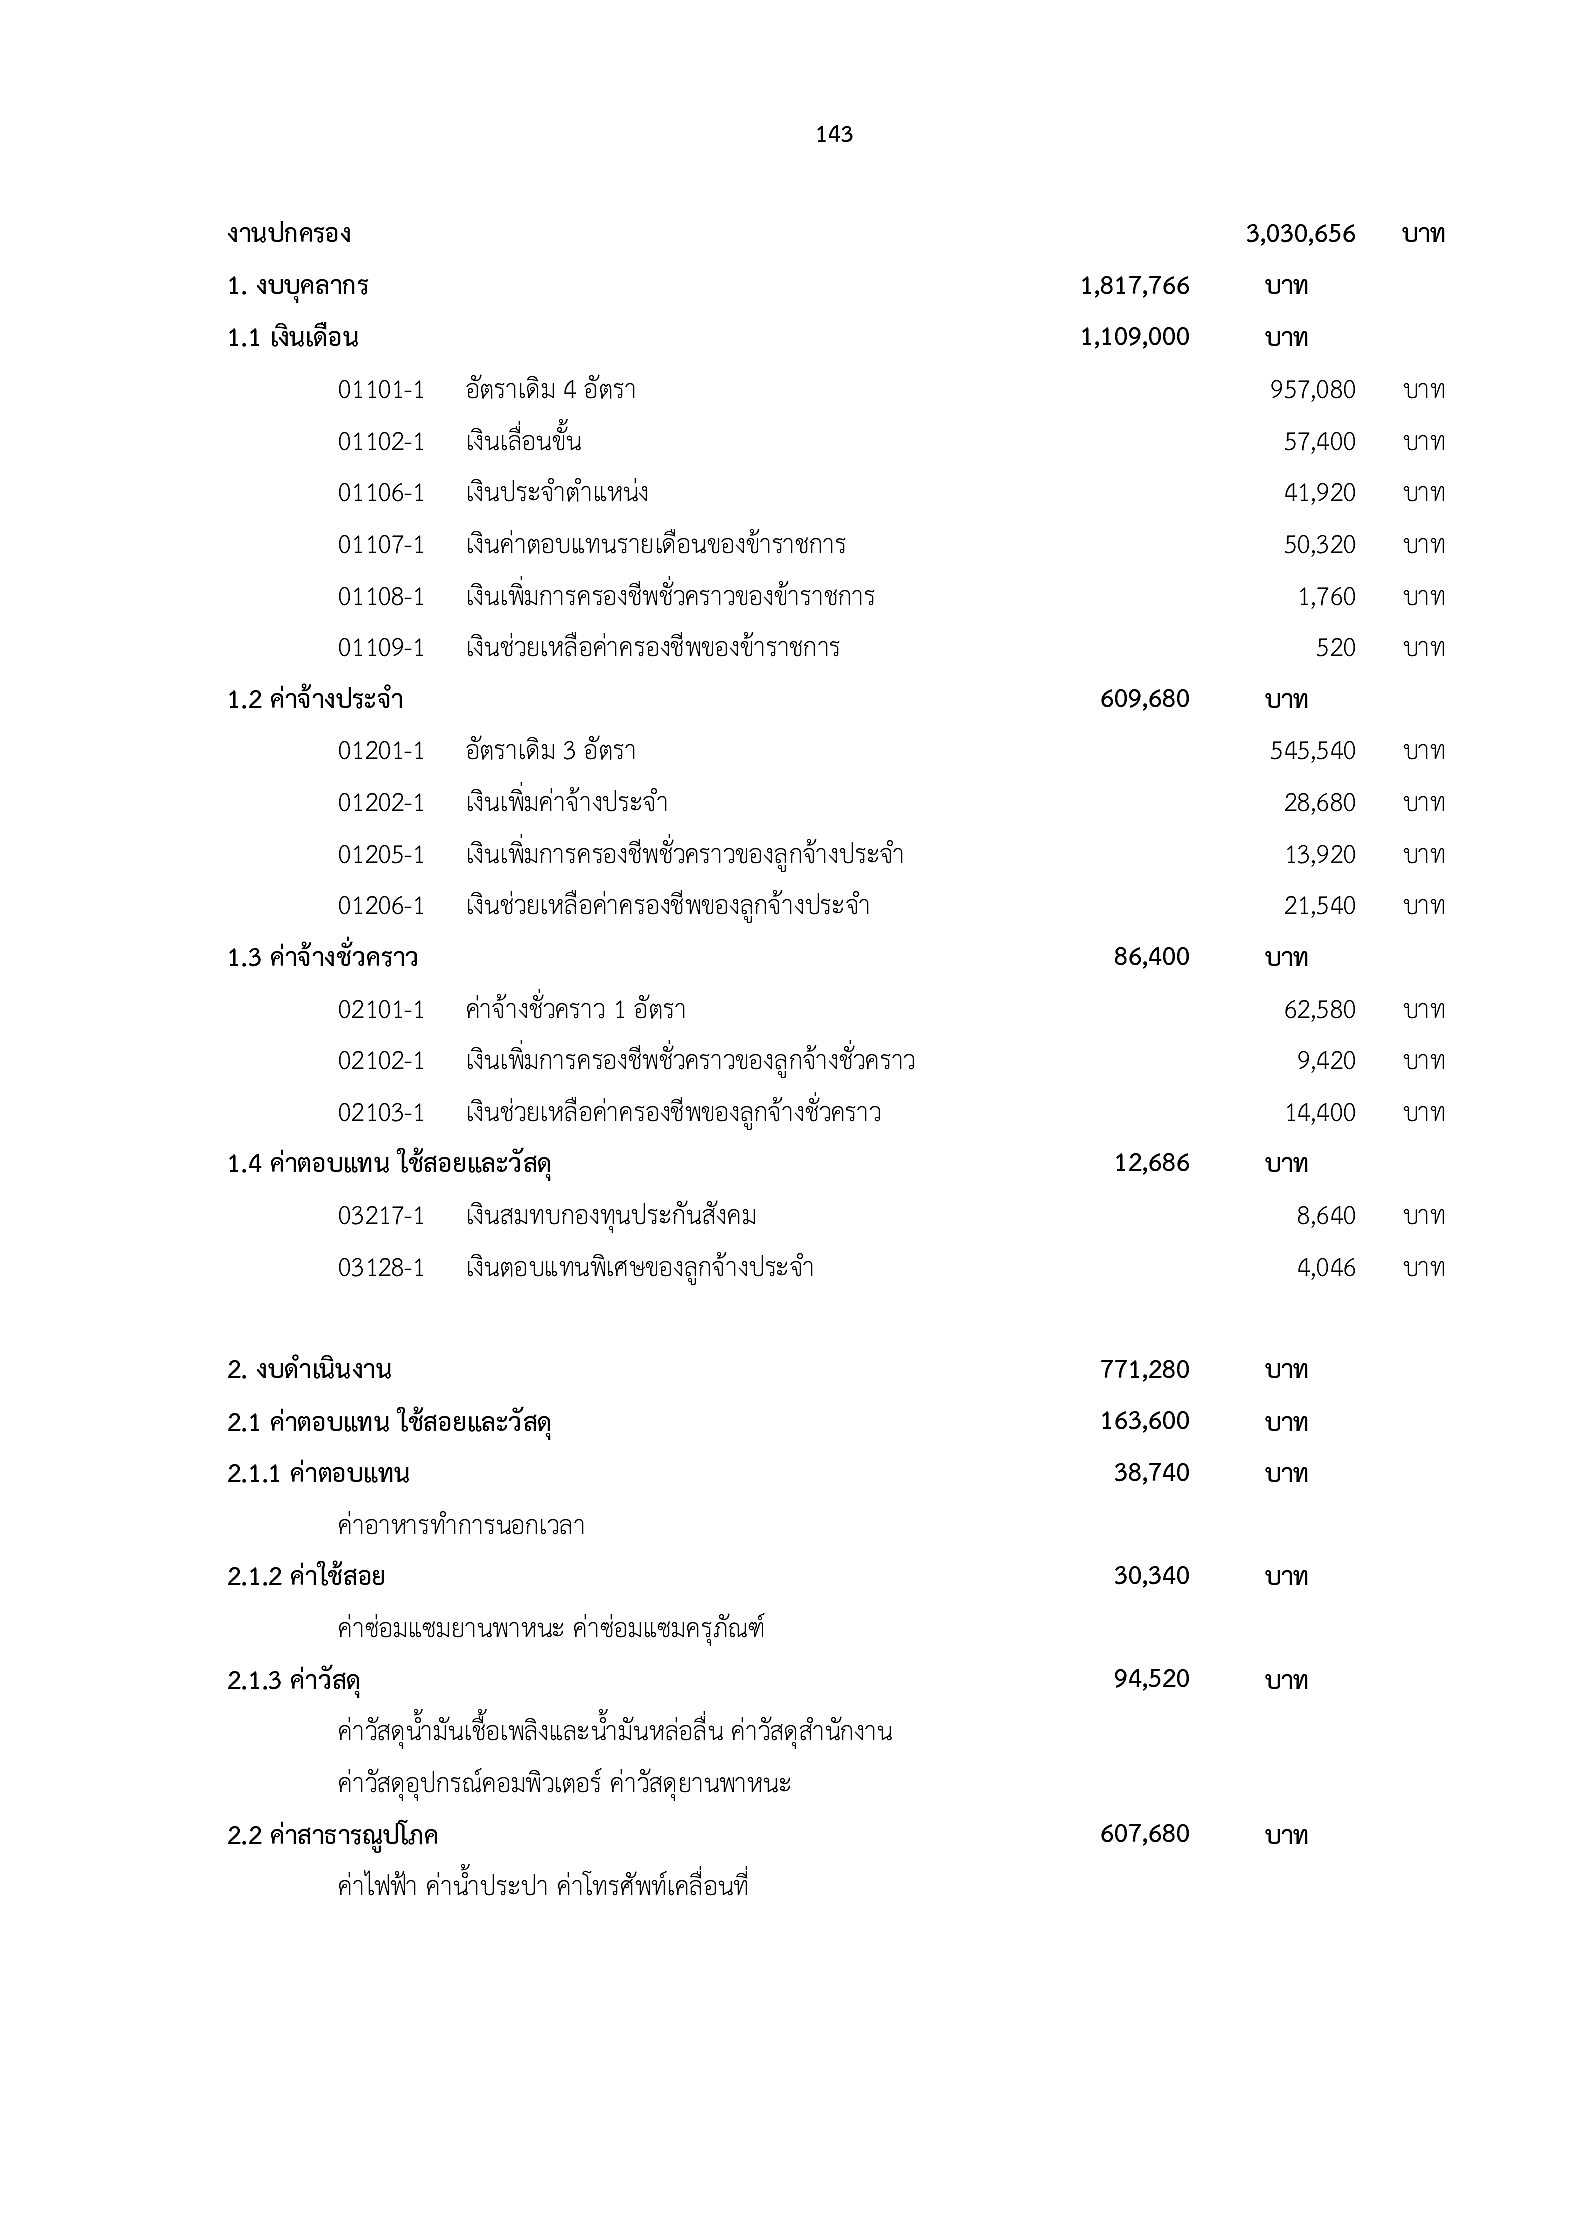 143
งานปกครอง 3,030,656 บาท
1. งบบุคลากร 1,817,766 บาท
1.1 เงินเดือน 1,109,000 บาท
01101-1 อัตราเดิม 4 อัตรา 957,080 บาท
01102-1 เงินเลื่อนขั้น 57,400 บาท
01106-1 เงินประจำตำแหน่ง 41,920 บาท
01107-1 เงินค่าตอบแทนรายเดือนของข้าราชการ 50,320 บาท
01108-1 เงินเพิ่มการครองชีพชั่วคราวของข้าราชการ 1,760 บาท
01109-1 เงินช่วยเหลือค่าครองชีพของข้าราชการ 520 บาท
1.2 ค่าจ้างประจำ 609,680 บาท
01201-1 อัตราเดิม 3 อัตรา 545,540 บาท
01202-1 เงินเพิ่มค่าจ้างประจำ 28,680 บาท
01205-1 เงินเพิ่มการครองชีพชั่วคราวของลูกจ้างประจำ 13,920 บาท
01206-1 เงินช่วยเหลือค่าครองชีพของลูกจ้างประจำ 21,540 บาท
1.3 ค่าจ้างชั่วคราว 86,400 บาท
02101-1 ค่าจ้างชั่วคราว 1 อัตรา 62,580 บาท
02102-1 เงินเพิ่มการครองชีพชั่วคราวของลูกจ้างชั่วคราว 9,420 บาท
02103-1 เงินช่วยเหลือค่าครองชีพของลูกจ้างชั่วคราว 14,400 บาท
1.4 ค่าตอบแทน ใช้สอยและวัสดุ 12,686 บาท
03217-1 เงินสมทบกองทุนประกันสังคม 8,640 บาท
03128-1 เงินตอบแทนพิเศษของลูกจ้างประจำ 4,046 บาท
2. งบดำเนินงาน 771,280 บาท
2.1 ค่าตอบแทน ใช้สอยและวัสดุ 163,600 บาท
2.1.1 ค่าตอบแทน 38,740 บาท
ค่าอาหารทำการนอกเวลา
2.1.2 ค่าใช้สอย 30,340 บาท
ค่าซ่อมแซมยานพาหนะ ค่าซ่อมแซมครุภัณฑ์
2.1.3 ค่าวัสดุ 94,520 บาท
ค่าวัสดุน้ำมันเชื้อเพลิงและน้ำมันหล่อลื่น ค่าวัสดุสำนักงาน
ค่าวัสดุอุปกรณ์คอมพิวเตอร์ ค่าวัสดุยานพาหนะ
2.2 ค่าสาธารณูปโภค 607,680 บาท
ค่าไฟฟ้า ค่าน้ำประปา ค่าโทรศัพท์เคลื่อนที่